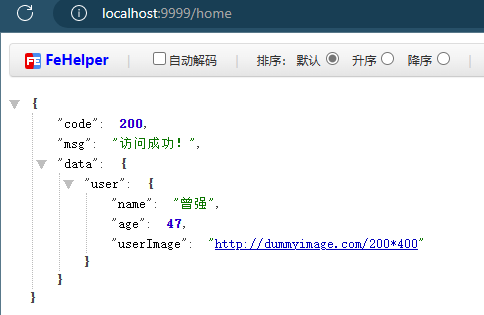 localhost:9999/home
FeHelper 自动解码 排序: 默认 升序 降序
{
"code": 200,
"msg": "访问成功!",
"data": {
"user": {
"name": "曾强",
"age": 47,
"userImage": "http://dummyimage.com/200*400"
}
}
}